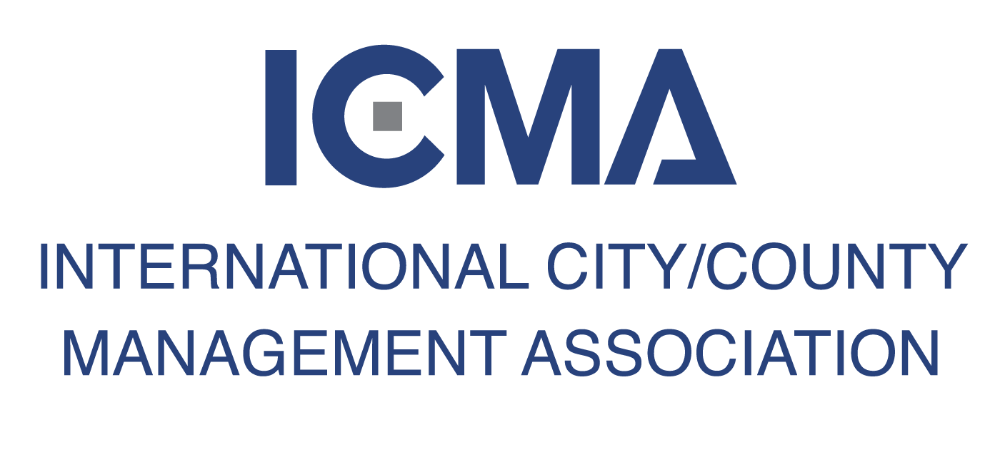 ICMA
INTERNATIONAL CITY/COUNTY
MANAGEMENT ASSOCIATION